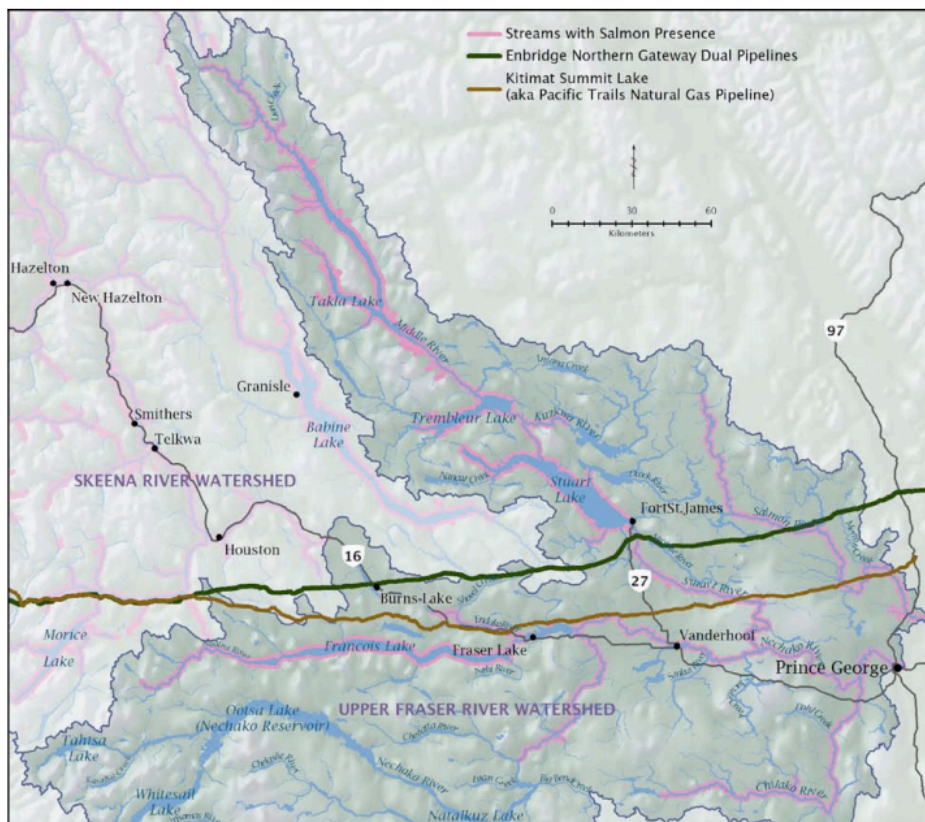 Streams with Salmon Presence
Enbridge Northern Gateway Dual Pipelines
Kitimat Summit Lake
(aka Pacific Trails Natural Gas Pipeline)
0 30 60
Kilometers
Hazelton
New Hazelton
97
Takla Lake
Middle River
Granisle
Babine
Lake
Trembleur Lake
Smithers
Telkwa
SKEENA RIVER WATERSHED
Stuart
Lake
FortSt.James
Houston
16
27
Burns-Lake
Stuart River
Morice
Lake
Francois Lake
Fraser Lake
Vanderhoof
Nechako River
Prince George
UPPER FRASER RIVER WATERSHED
Ootsa Lake
(Nechako Reservoir)
Tahtsa
Lake
Nechako River
Whitesail
Lake
Natalkuz Lake
Chilako River